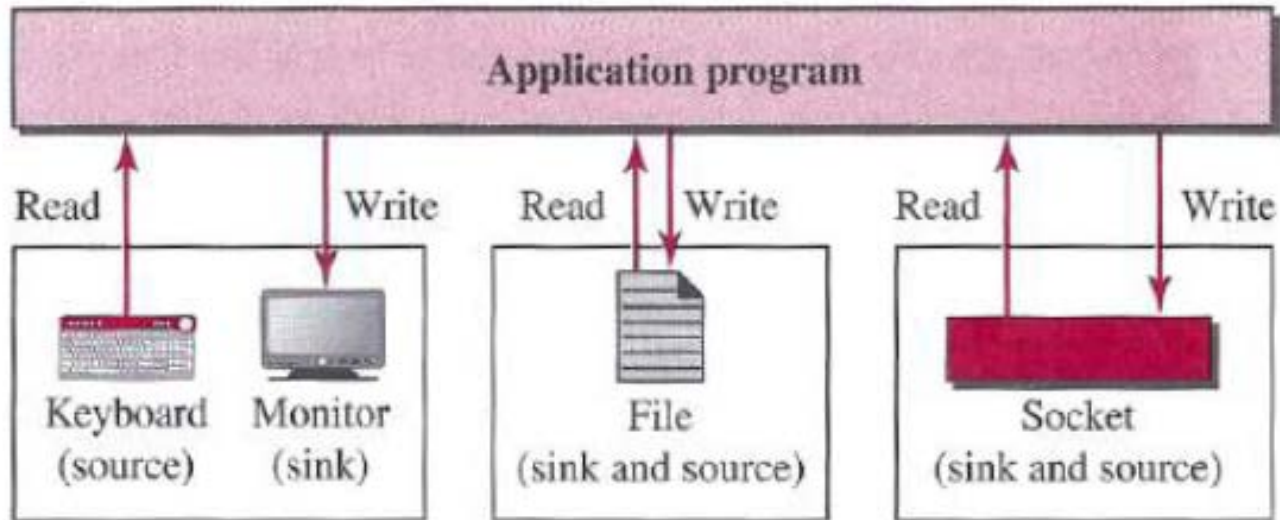 Application program
Read Write Read Write Read Write
Keyboard Monitor File Socket
(source) (sink) (sink and source) (sink and source)